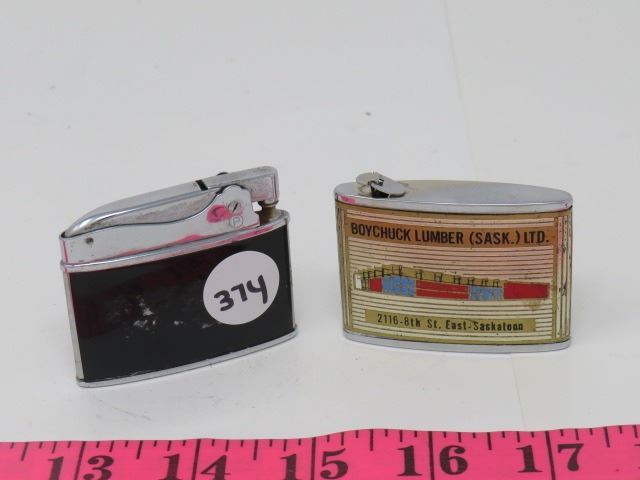 374
BOYCHUCK LUMBER (SASK.) LTD.
2116-8th St. East-Saskatoon
13 14 15 16 17